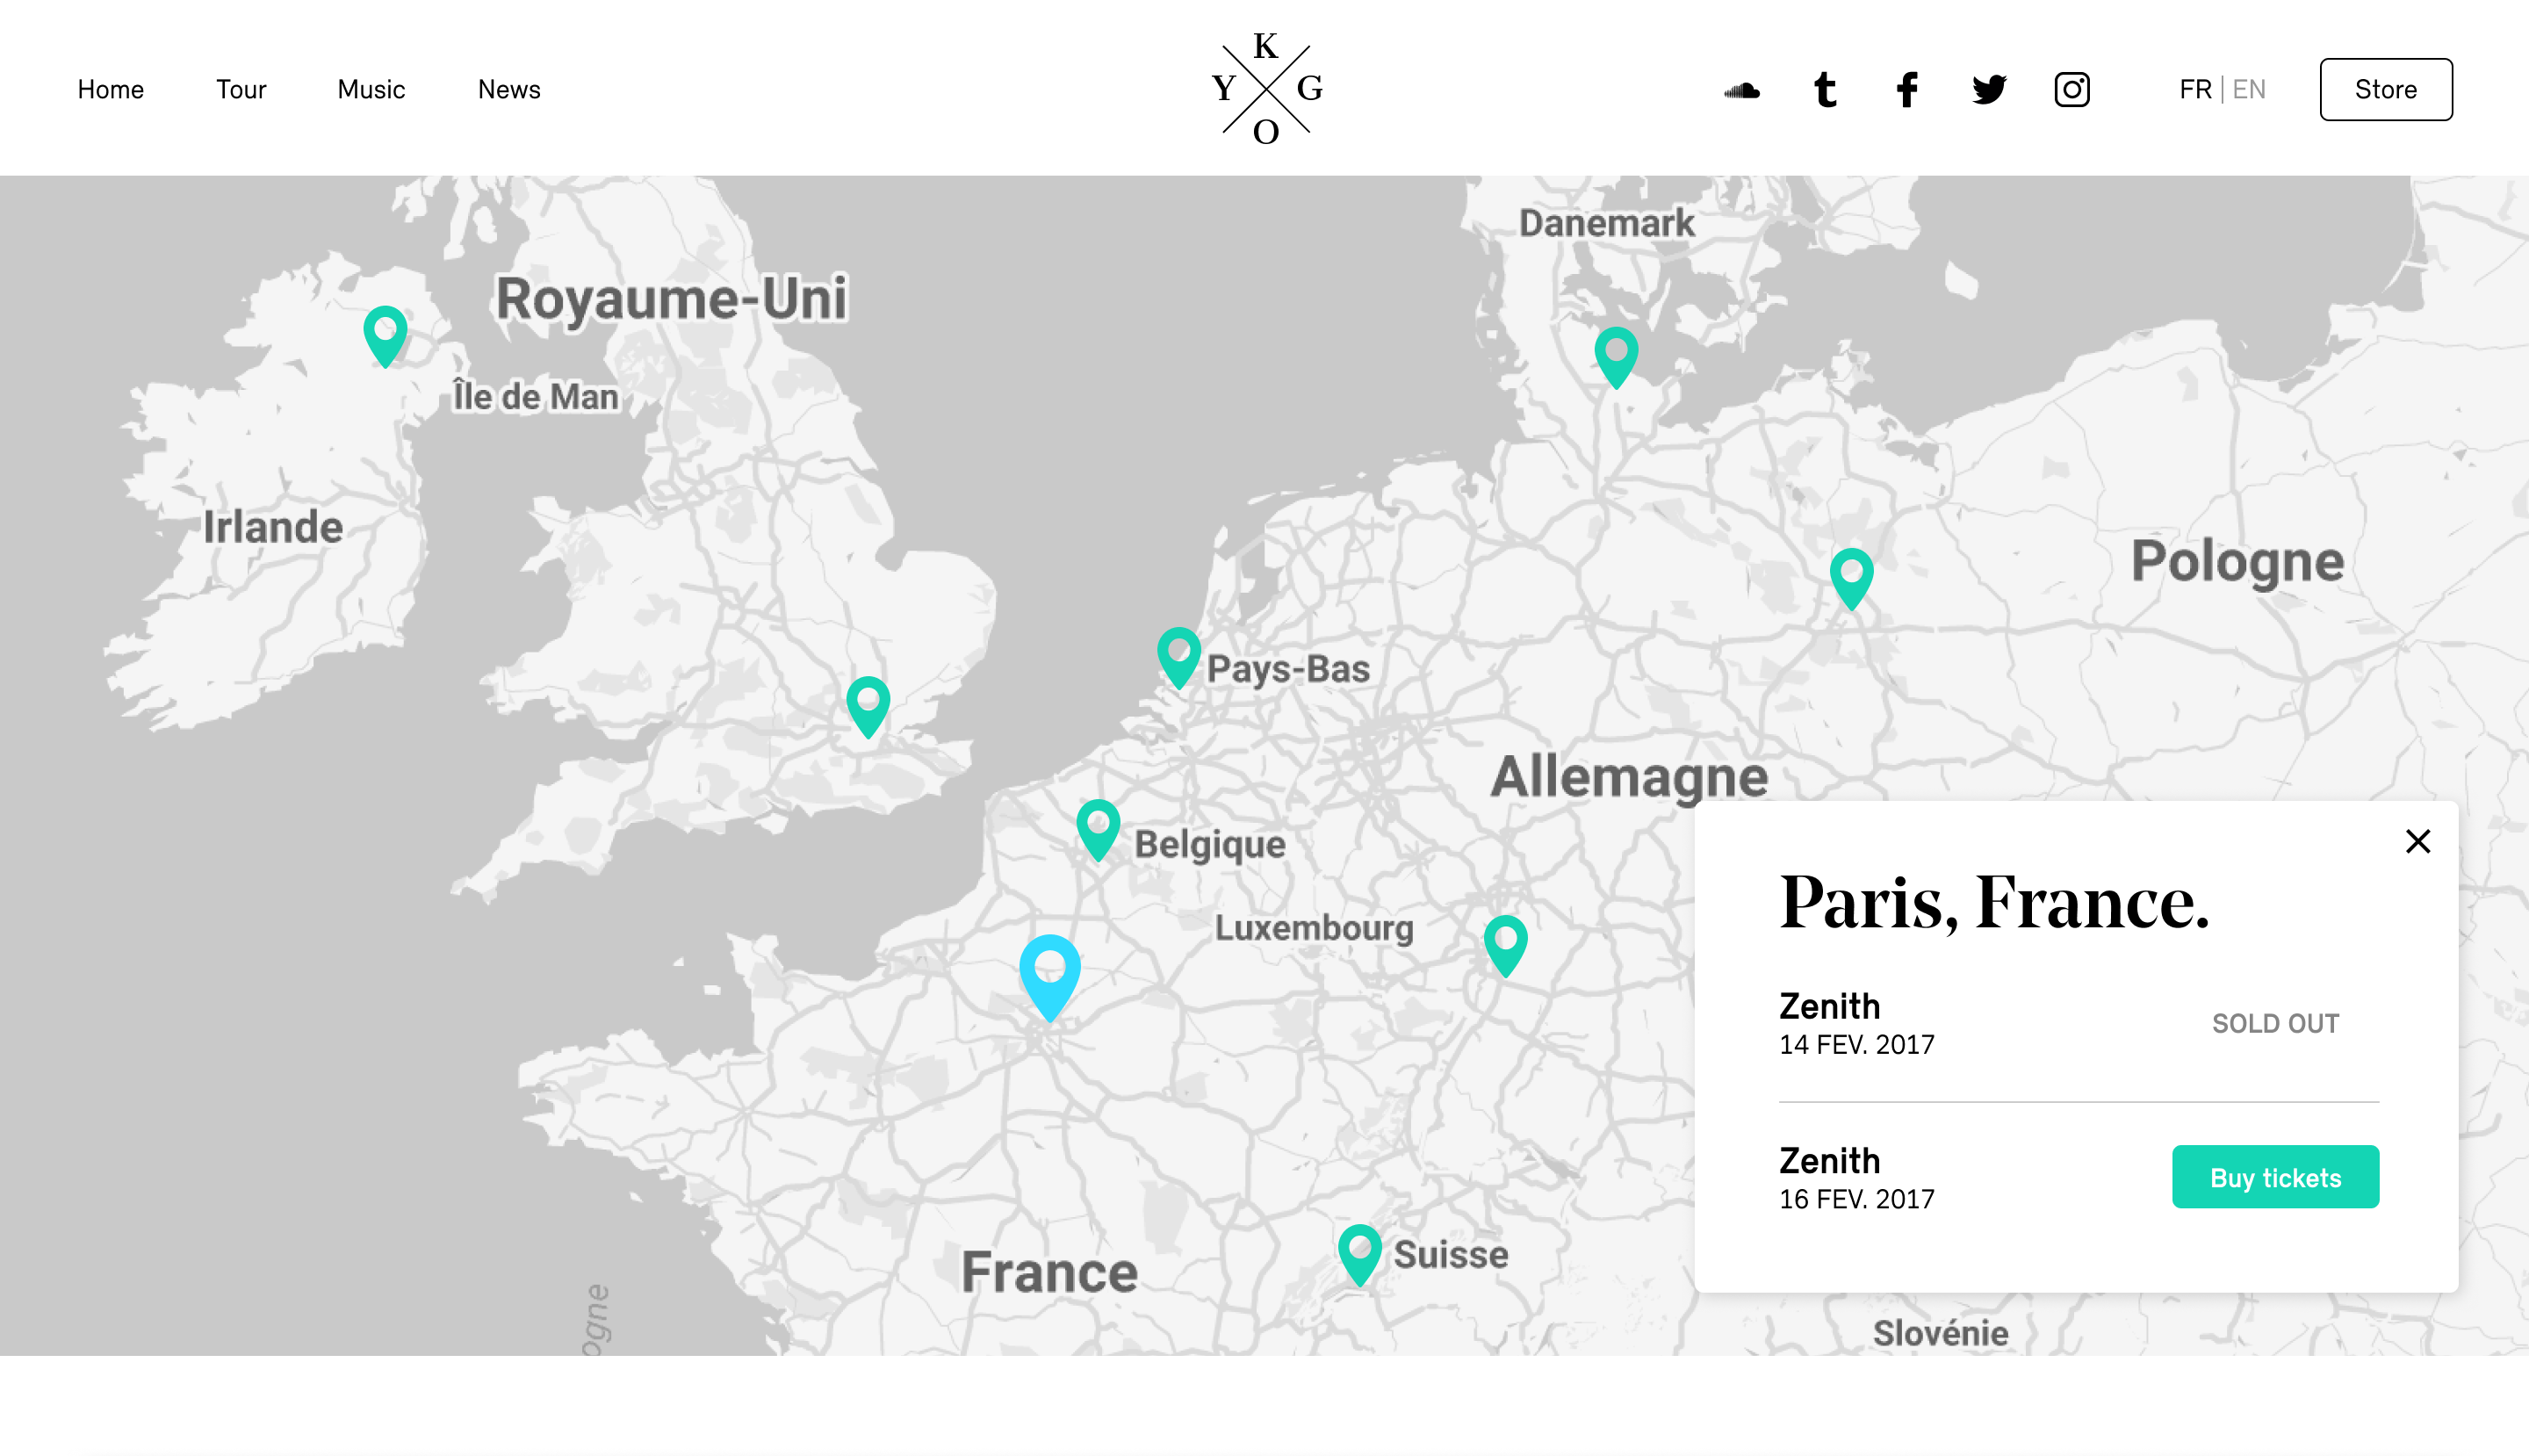 Home Tour Music News
K
Y G
O
FR | EN
Store
Danemark
Royaume-Uni
Île de Man
Irlande
Pologne
Pays-Bas
Allemagne
Belgique
Luxembourg
Paris, France.
Zenith
14 FEV. 2017
SOLD OUT
Zenith
16 FEV. 2017
Buy tickets
Suisse
France
ogne
Slovénie